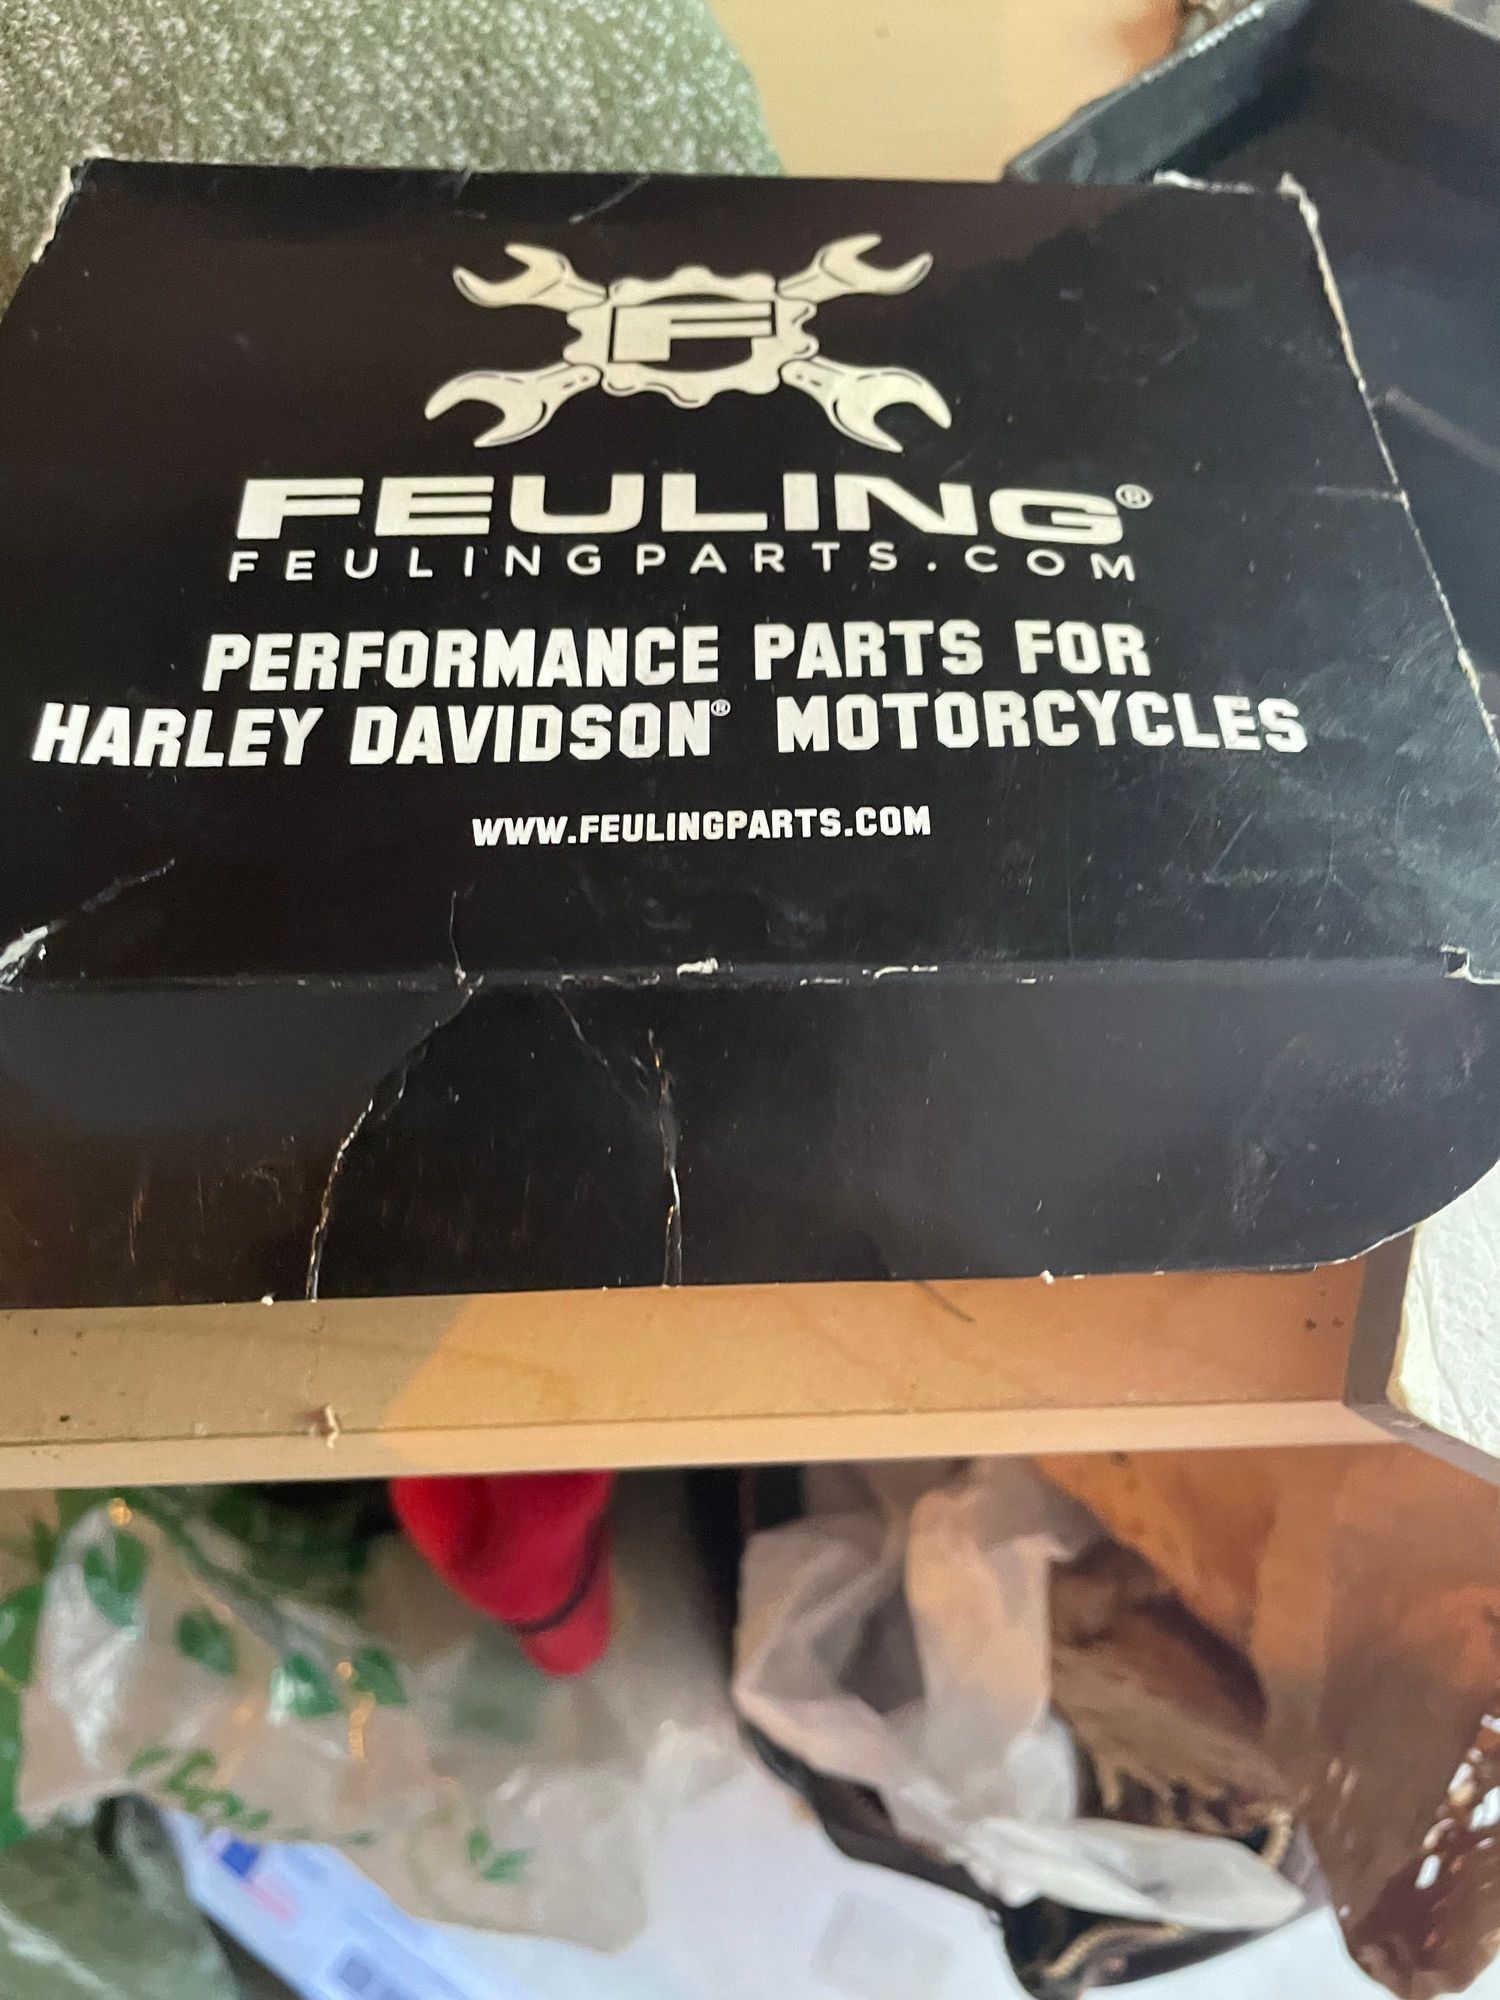 F
FEULING®
FEULINGPARTS.COM
PERFORMANCE PARTS FOR
HARLEY DAVIDSON® MOTORCYCLES
WWW.FEULINGPARTS.COM